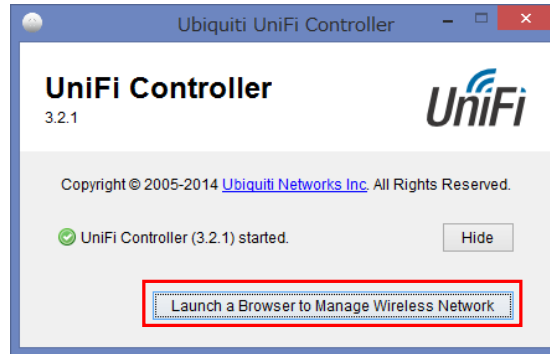 Ubiquiti UniFi Controller
UniFi Controller
3.2.1
UniFi
Copyright © 2005-2014 Ubiquiti Networks Inc. All Rights Reserved.
UniFi Controller (3.2.1) started.
Hide
Launch a Browser to Manage Wireless Network